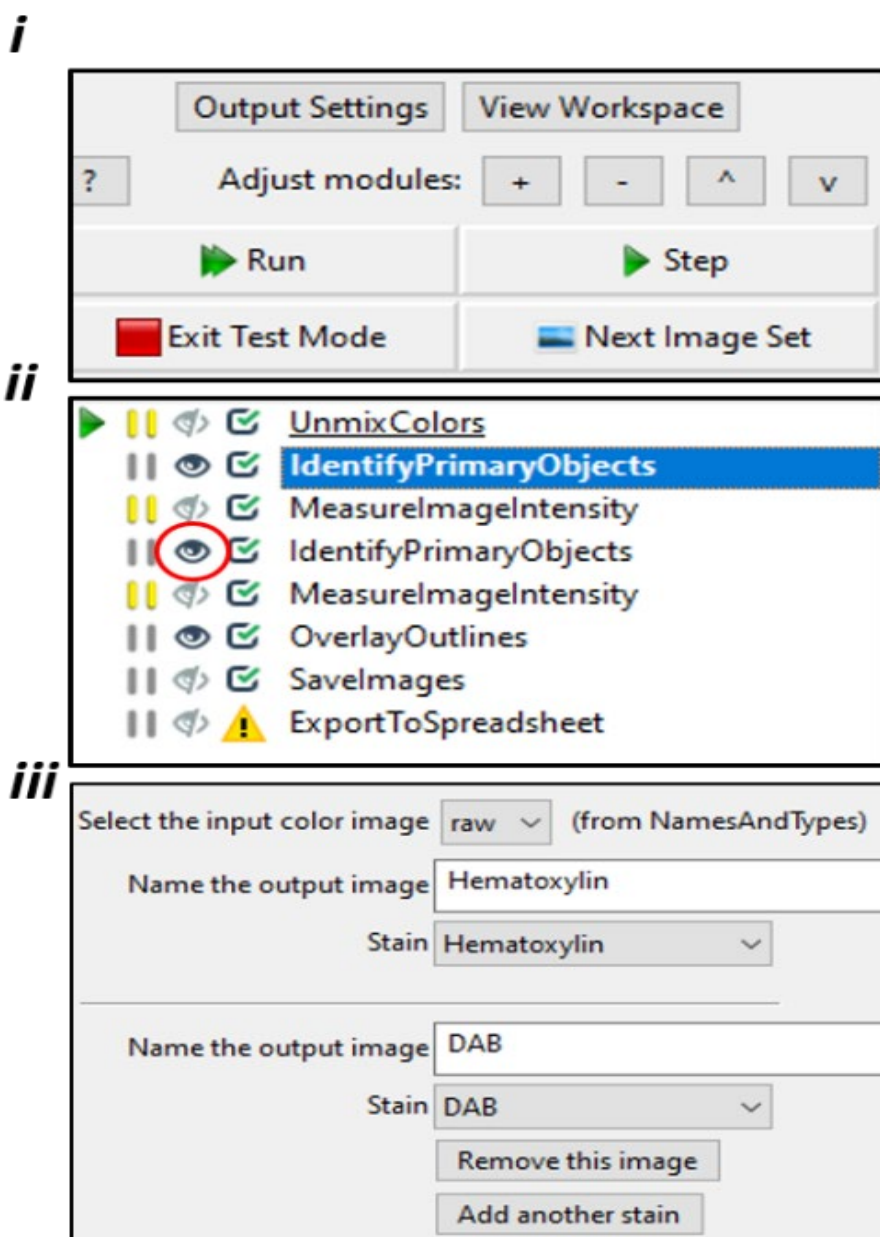 i
Output Settings View Workspace
? Adjust modules: + - ^ v
Run Step
Exit Test Mode Next Image Set
ii
UnmixColors
IdentifyPrimaryObjects
MeasureImageIntensity
IdentifyPrimaryObjects
MeasureImageIntensity
OverlayOutlines
SaveImages
ExportToSpreadsheet
iii
Select the input color image raw (from NamesAndTypes)
Name the output image Hematoxylin
Stain Hematoxylin
Name the output image DAB
Stain DAB
Remove this image
Add another stain